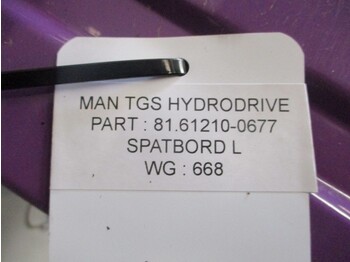 MAN TGS HYDRODRIVE
PART : 81.61210-0677
SPATBORD L
WG : 668